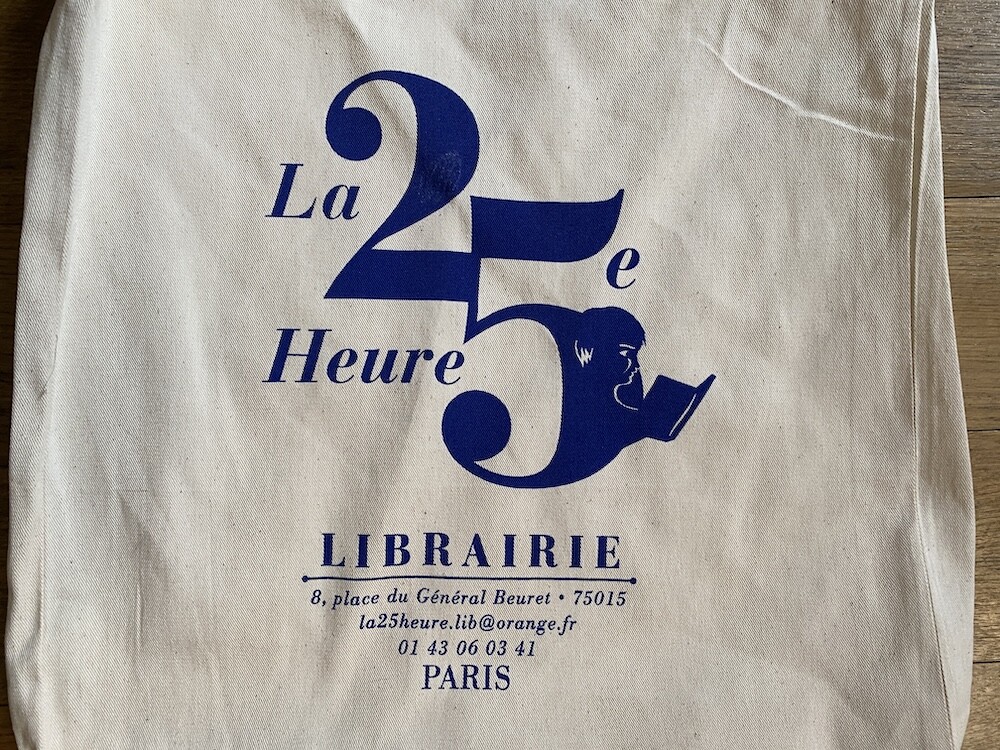 La 25e
Heure
LIBRAIRIE
8, place du Général Beuret • 75015
la25heure.lib@orange.fr
01 43 06 03 41
PARIS